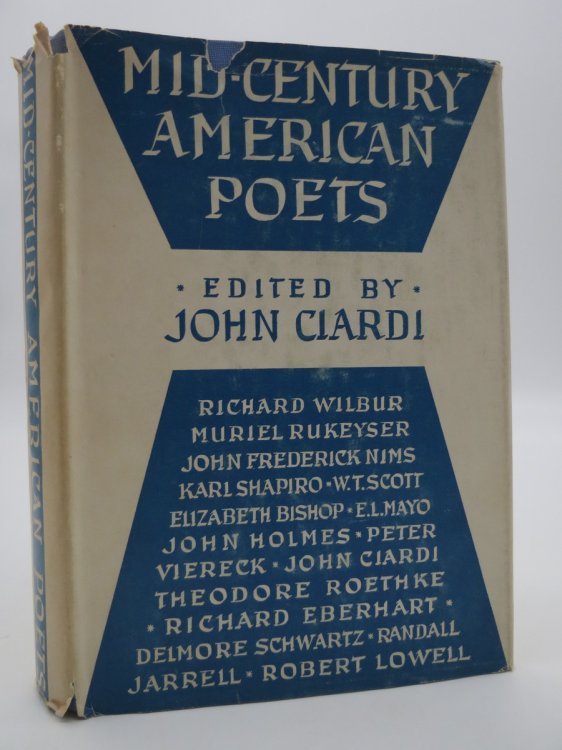 MID-CENTURY
AMERICAN
POETS
* EDITED BY *
JOHN CIARDI
RICHARD WILBUR
MURIEL RUKEYSER
JOHN FREDERICK NIMS
KARL SHAPIRO · W.T. SCOTT
ELIZABETH BISHOP · E.L. MAYO
JOHN HOLMES · PETER
VIERECK · JOHN CIARDI
THEODORE ROETHKE
* RICHARD EBERHART *
DELMORE SCHWARTZ * RANDALL
JARRELL * ROBERT LOWELL
MID-CENTURY AMERICAN POETS